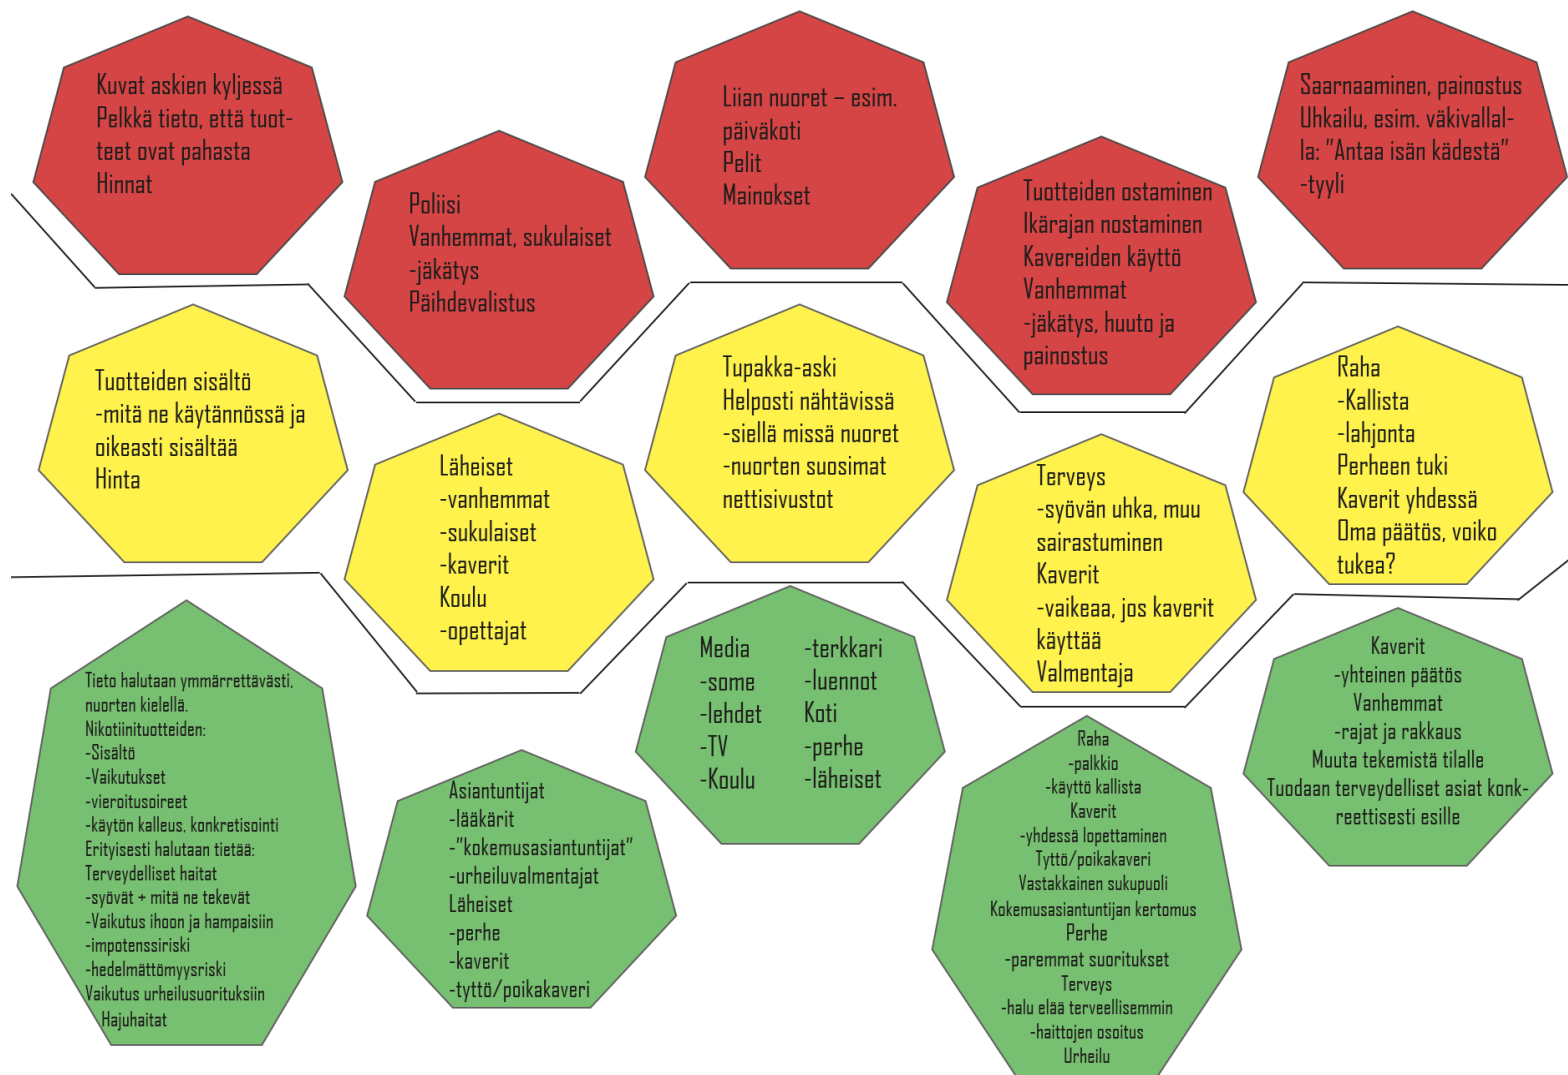 Kuvat askien kyljessä
Pelkkä tieto, että tuot-
teet ovat pahasta
Hinnat
Poliisi
Vanhemmat, sukulaiset
-jäkätys
Päihdevalistus
Liian nuoret – esim.
päiväkoti
Pelit
Mainokset
Tuotteiden ostaminen
Ikärajan nostaminen
Kavereiden käyttö
Vanhemmat
-jäkätys, huuto ja
painostus
Saarnaaminen, painostus
Uhkailu, esim. väkivallal-
la: "Antaa isän kädestä"
-tyyli
Tuotteiden sisältö
-mitä ne käytännössä ja
oikeasti sisältää
Hinta
Läheiset
-vanhemmat
-sukulaiset
-kaverit
Koulu
-opettajat
Tupakka-aski
Helposti nähtävissä
-siellä missä nuoret
-nuorten suosimat
nettisivustot
Terveys
-syövän uhka, muu
sairastuminen
Kaverit
-vaikeaa, jos kaverit
käyttää
Valmentaja
Raha
-Kallista
-lahjonta
Perheen tuki
Kaverit yhdessä
Oma päätös, voiko
tukea?
Tieto halutaan ymmärrettävästi,
nuorten kielellä.
Nikotiinituotteiden:
-Sisältö
-Vaikutukset
-vieroitusoireet
-käytön kalleus, konkretisointi
Erityisesti halutaan tietää:
Terveydelliset haitat
-syövät + mitä ne tekevät
-Vaikutus ihoon ja hampaisiin
-impotenssiriski
-hedelmättömyysriski
Vaikutus urheilusuorituksiin
Hajuhaitat
Asiantuntijat
-lääkärit
-"kokemusasiantuntijat"
-urheiluvalmentajat
Läheiset
-perhe
-kaverit
-tyttö/poikakaveri
Media
-some
-lehdet
-TV
-Koulu
-terkkari
-luennot
Koti
-perhe
-läheiset
Raha
-palkkio
-käyttö kallista
Kaverit
-yhdessä lopettaminen
Tyttö/poikakaveri
Vastakkainen sukupuoli
Kokemusasiantuntijan kertomus
Perhe
-paremmat suoritukset
Terveys
-halu elää terveellisemmin
-haittojen osoitus
Urheilu
Kaverit
-yhteinen päätös
Vanhemmat
-rajat ja rakkaus
Muuta tekemistä tilalle
Tuodaan terveydelliset asiat konk-
reettisesti esille